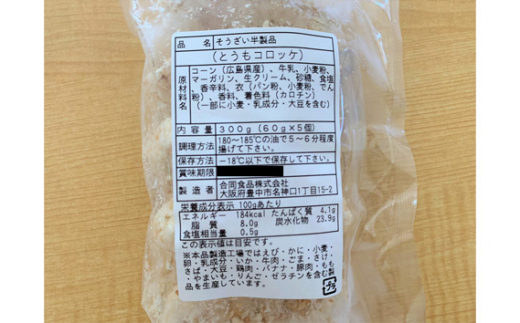 品名 そうざい半製品
(とうもコロッケ)
原材料名 コーン(広島県産)、牛乳、小麦粉、
マーガリン、生クリーム、砂糖、食塩
、香辛料、衣(パン粉、小麦粉、でん
粉)、香料、着色料(カロチン)
(一部に小麦・乳成分・大豆を含む)
内容量 300g(60g×5個)
調理方法 180~185℃の油で5~6分程度
揚げて下さい。
保存方法 -18℃以下で保存して下さい。
賞味期限
製造者 合同食品株式会社
大阪府豊中市名神口1丁目15-2
栄養成分表示 100gあたり
エネルギー 184kcal たんぱく質 4.1g
脂質 8.0g 炭水化物 23.9g
食塩相当量 0.5g
この表示値は目安です。
※本品製造工場ではえび・かに・小麦・
卵・乳成分・いか・牛肉・ごま・さけ・
さば・大豆・鶏肉・バナナ・豚肉・もも
・やまいも・りんご・ゼラチンを含む製
品を生産しています。
プラ